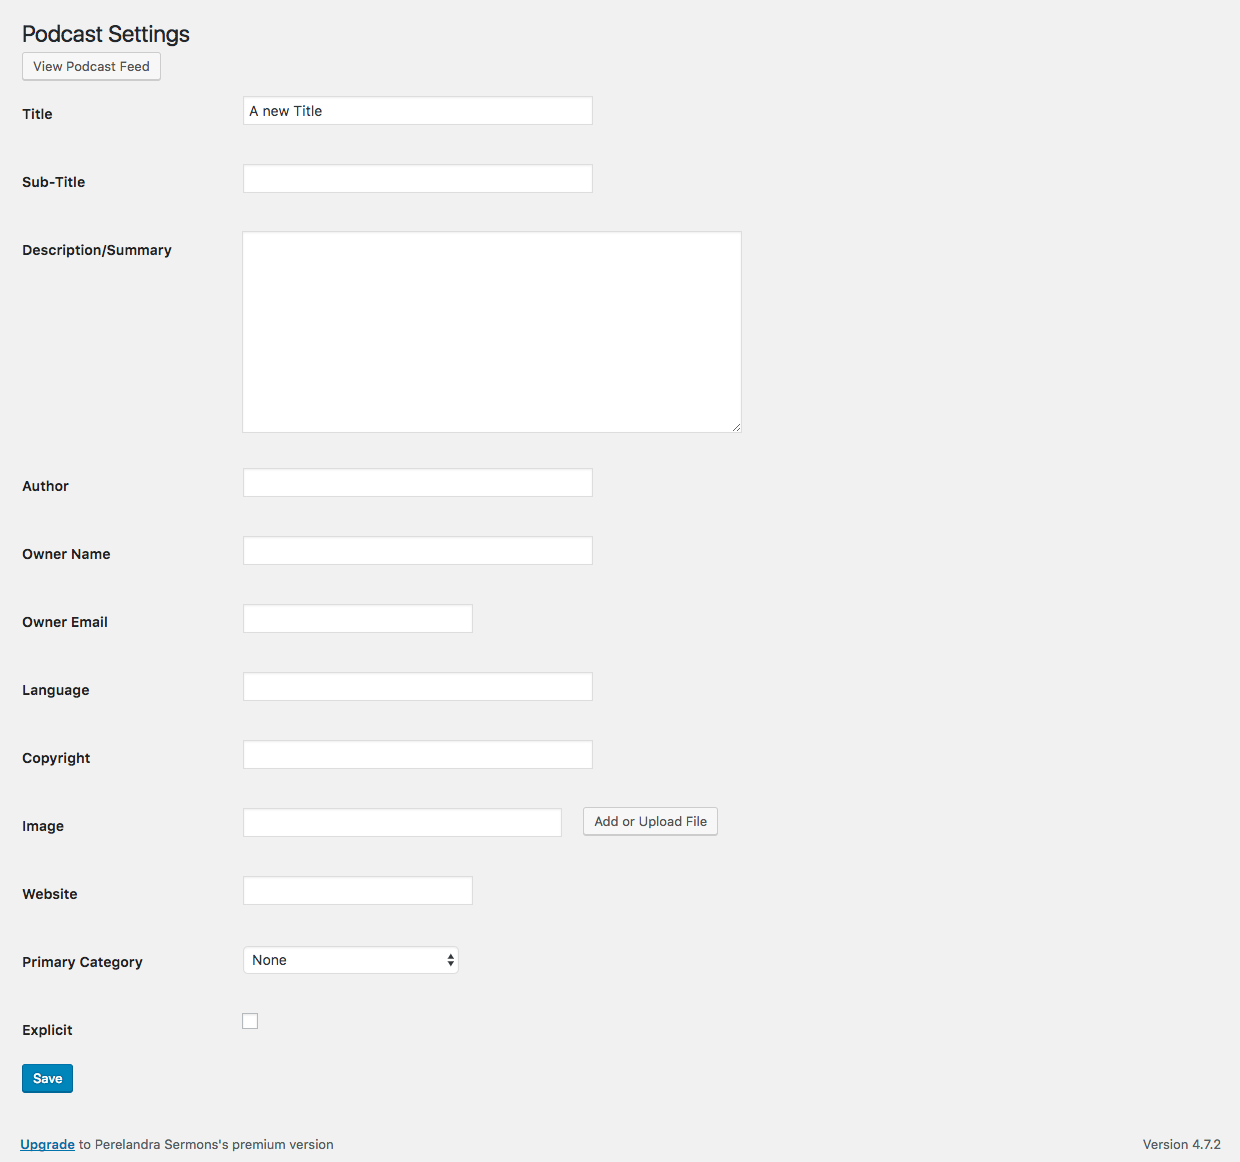 Podcast Settings
View Podcast Feed
Title A new Title
Sub-Title
Description/Summary
Author
Owner Name
Owner Email
Language
Copyright
Image Add or Upload File
Website
Primary Category None
Explicit
Save
Upgrade to Perelandra Sermons's premium version Version 4.7.2